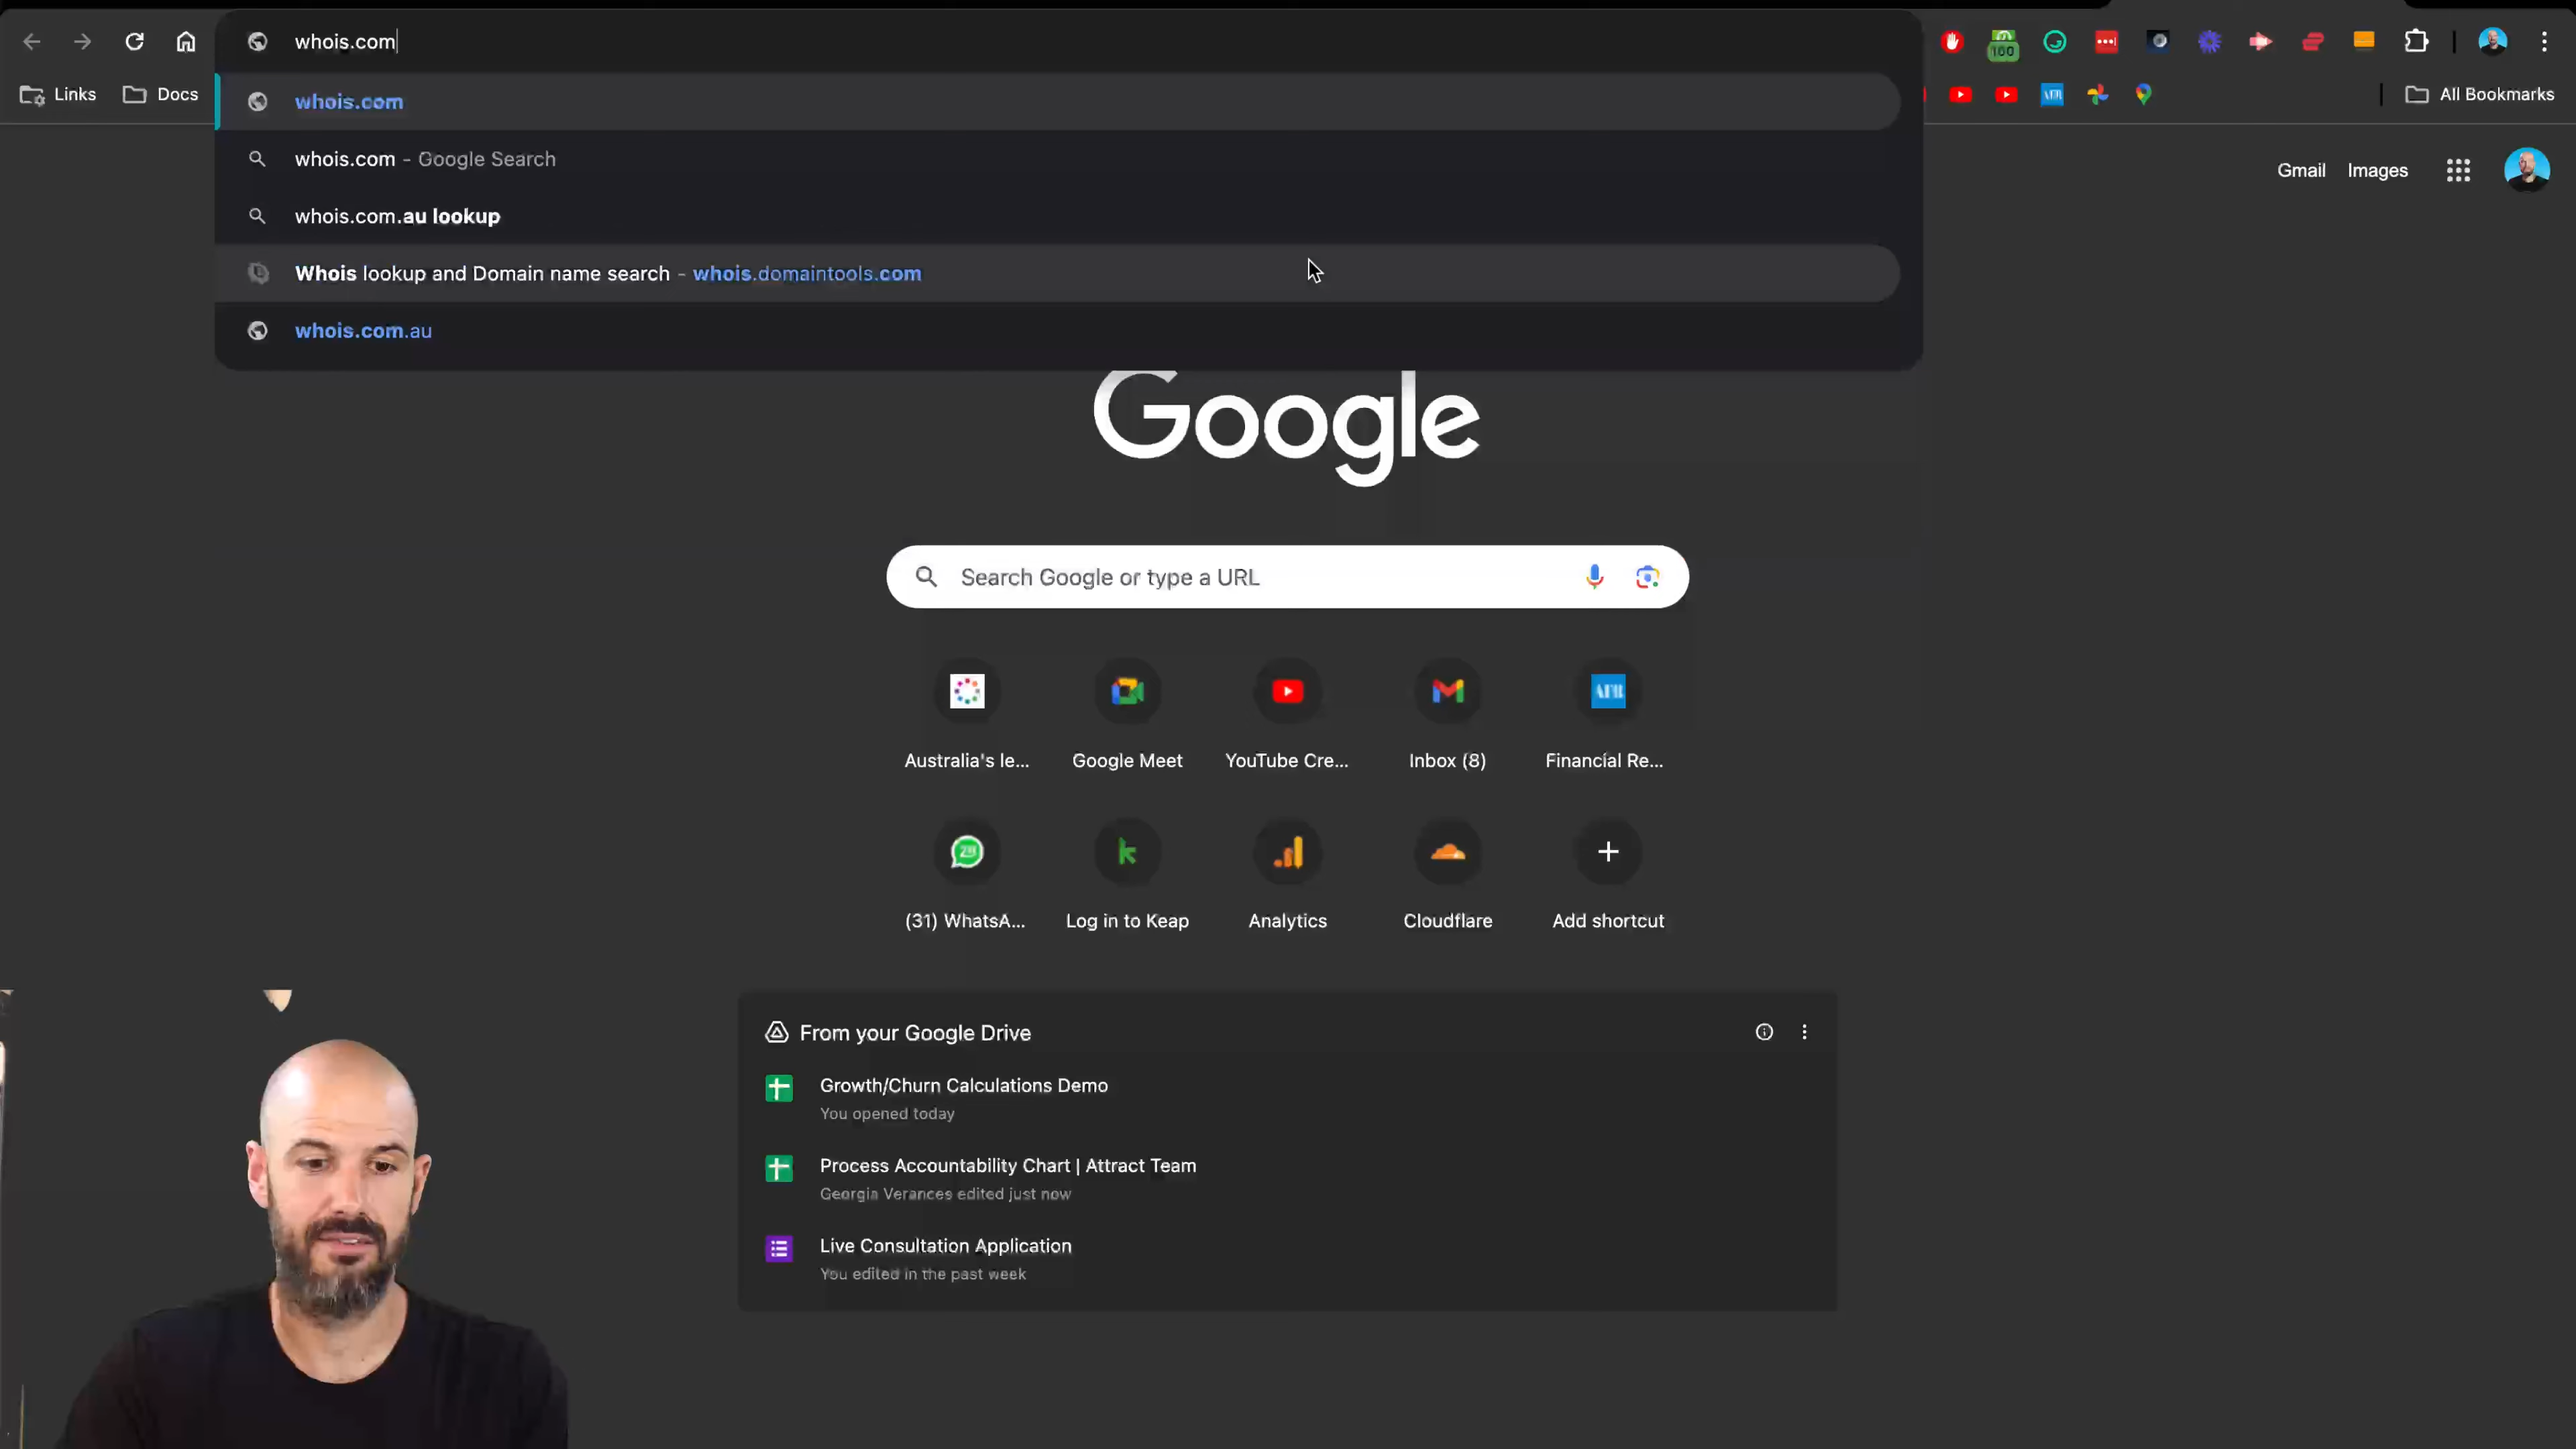 whois.com
Links
Docs
All Bookmarks
whois.com
whois.com - Google Search
whois.com.au lookup
Whois lookup and Domain name search - whois.domaintools.com
whois.com.au
160
Gmail
Images
Google
Search Google or type a URL
AFR
Australia's le...
Google Meet
YouTube Cre...
Inbox (8)
Financial Re...
(31) WhatsA...
Log in to Keap
Analytics
Cloudflare
Add shortcut
From your Google Drive
Growth/Churn Calculations Demo
You opened today
Process Accountability Chart | Attract Team
Georgia Verances edited just now
Live Consultation Application
You edited in the past week